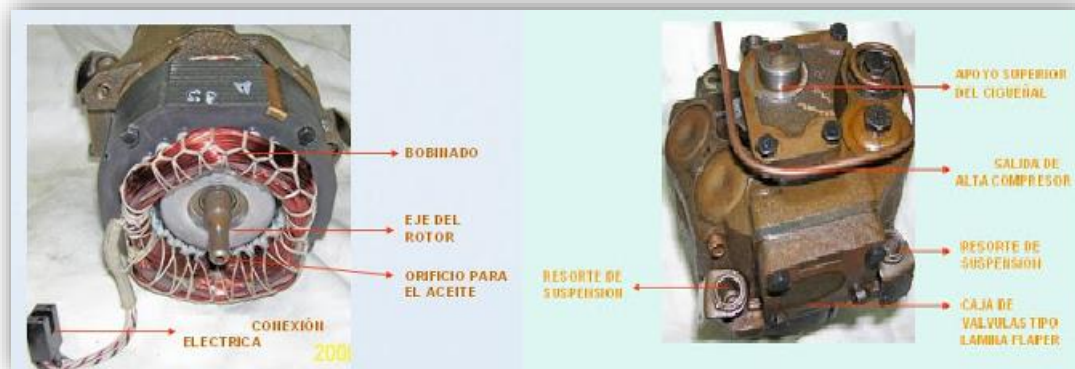 BOBINADO
EJE DEL
ROTOR
ORIFICIO PARA
EL ACEITE
CONEXIÓN
ELECTRICA
200
APOYO SUPERIOR
DEL CIGUEÑAL
SALIDA DE
ALTA COMPRESOR
RESORTE DE
SUSPENSION
RESORTE DE
SUSPENSION
CAJA DE
VALVULAS TIPO
LAMINA FLAPER